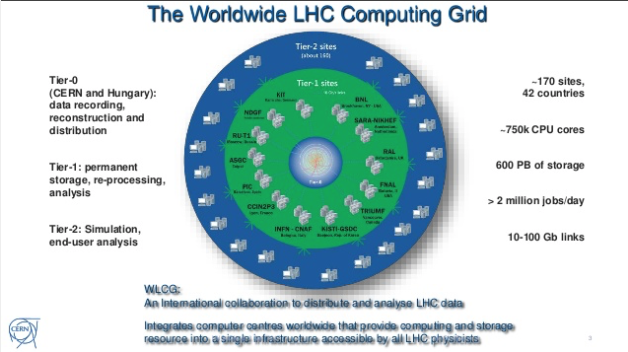 The Worldwide LHC Computing Grid
Tier-0
(CERN and Hungary):
data recording,
reconstruction and
distribution
Tier-1: permanent
storage, re-processing,
analysis
Tier-2: Simulation,
end-user analysis
Tier-2 sites
(about 160)
Tier-1 sites
KIT
BNL
NDGF
SARA-NIKHEF
RU-T1
ASGC
RAL
PIC
FNAL
CCIN2P3
TRIUMF
INFN - CNAF
KISTI-GSDC
Tier-0
~170 sites,
42 countries
~750k CPU cores
600 PB of storage
> 2 million jobs/day
10-100 Gb links
WLCG:
An International collaboration to distribute and analyse LHC data
Integrates computer centres worldwide that provide computing and storage
resource into a single infrastructure accessible by all LHC physicists
CERN